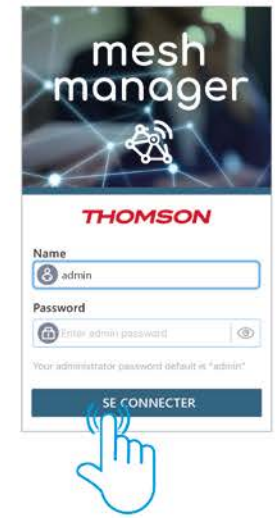 mesh
manager
THOMSON
Name
admin
Password
Enter admin password
Your administrator password default is "admin"
SE CONNECTER